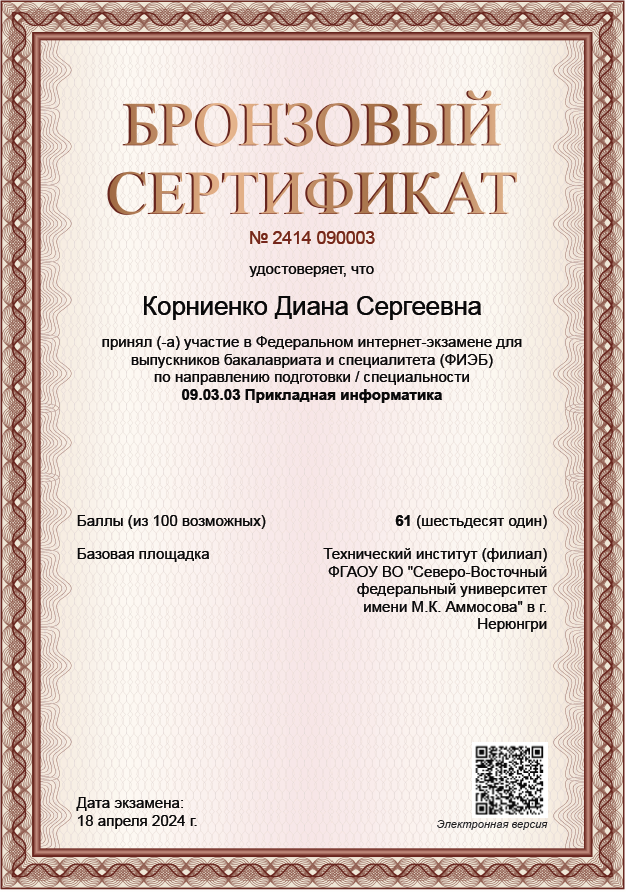 БРОНЗОВЫЙ
СЕРТИФИКАТ
№ 2414 090003
удостоверяет, что
Корниенко Диана Сергеевна
принял (-а) участие в Федеральном интернет-экзамене для
выпускников бакалавриата и специалитета (ФИЭБ)
по направлению подготовки / специальности
09.03.03 Прикладная информатика
Баллы (из 100 возможных) 61 (шестьдесят один)
Базовая площадка Технический институт (филиал)
ФГАОУ ВО "Северо-Восточный
федеральный университет
имени М.К. Аммосова" в г.
Нерюнгри
Дата экзамена:
18 апреля 2024 г.
Электронная версия